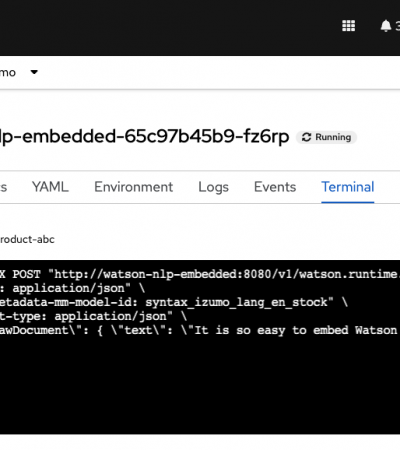 3
mo
lp-embedded-65c97b45b9-fz6rp Running
s YAML Environment Logs Events Terminal
roduct-abc
X POST "http://watson-nlp-embedded:8080/v1/watson.runtime.
: application/json" \
etadata-mm-model-id: syntax_izumo_lang_en_stock" \
t-type: application/json" \
awDocument\": { \"text\": \"It is so easy to embed Watson